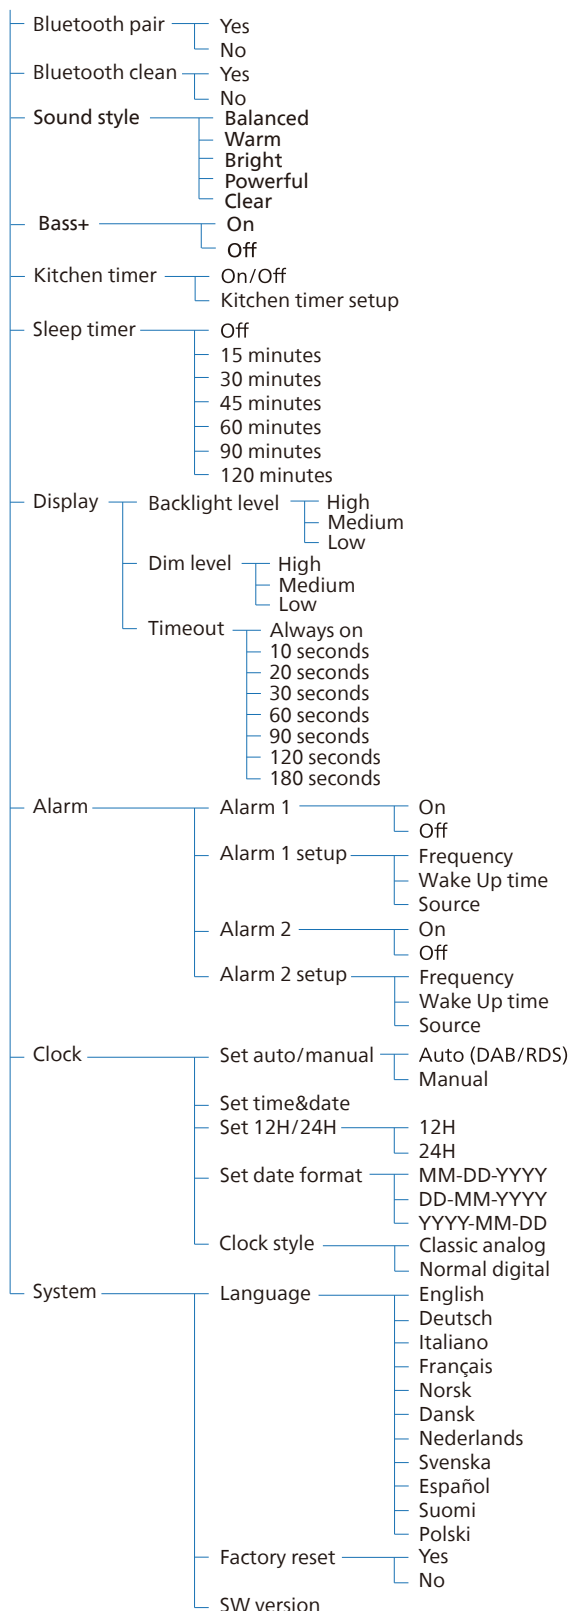 Bluetooth pair Yes
No
Bluetooth clean Yes
No
Sound style Balanced
Warm
Bright
Powerful
Clear
Bass+ On
Off
Kitchen timer On/Off
Kitchen timer setup
Sleep timer Off
15 minutes
30 minutes
45 minutes
60 minutes
90 minutes
120 minutes
Display Backlight level High
Medium
Low
Dim level High
Medium
Low
Timeout Always on
10 seconds
20 seconds
30 seconds
60 seconds
90 seconds
120 seconds
180 seconds
Alarm Alarm 1 On
Off
Alarm 1 setup Frequency
Wake Up time
Source
Alarm 2 On
Off
Alarm 2 setup Frequency
Wake Up time
Source
Clock Set auto/manual Auto (DAB/RDS)
Manual
Set time&date
Set 12H/24H 12H
24H
Set date format MM-DD-YYYY
DD-MM-YYYY
YYYY-MM-DD
Clock style Classic analog
Normal digital
System Language English
Deutsch
Italiano
Français
Norsk
Dansk
Nederlands
Svenska
Español
Suomi
Polski
Factory reset Yes
No
SW version